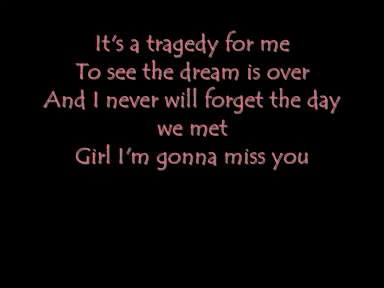 It's a tragedy for me
To see the dream is over
And I never will forget the day
we met
Girl I'm gonna miss you